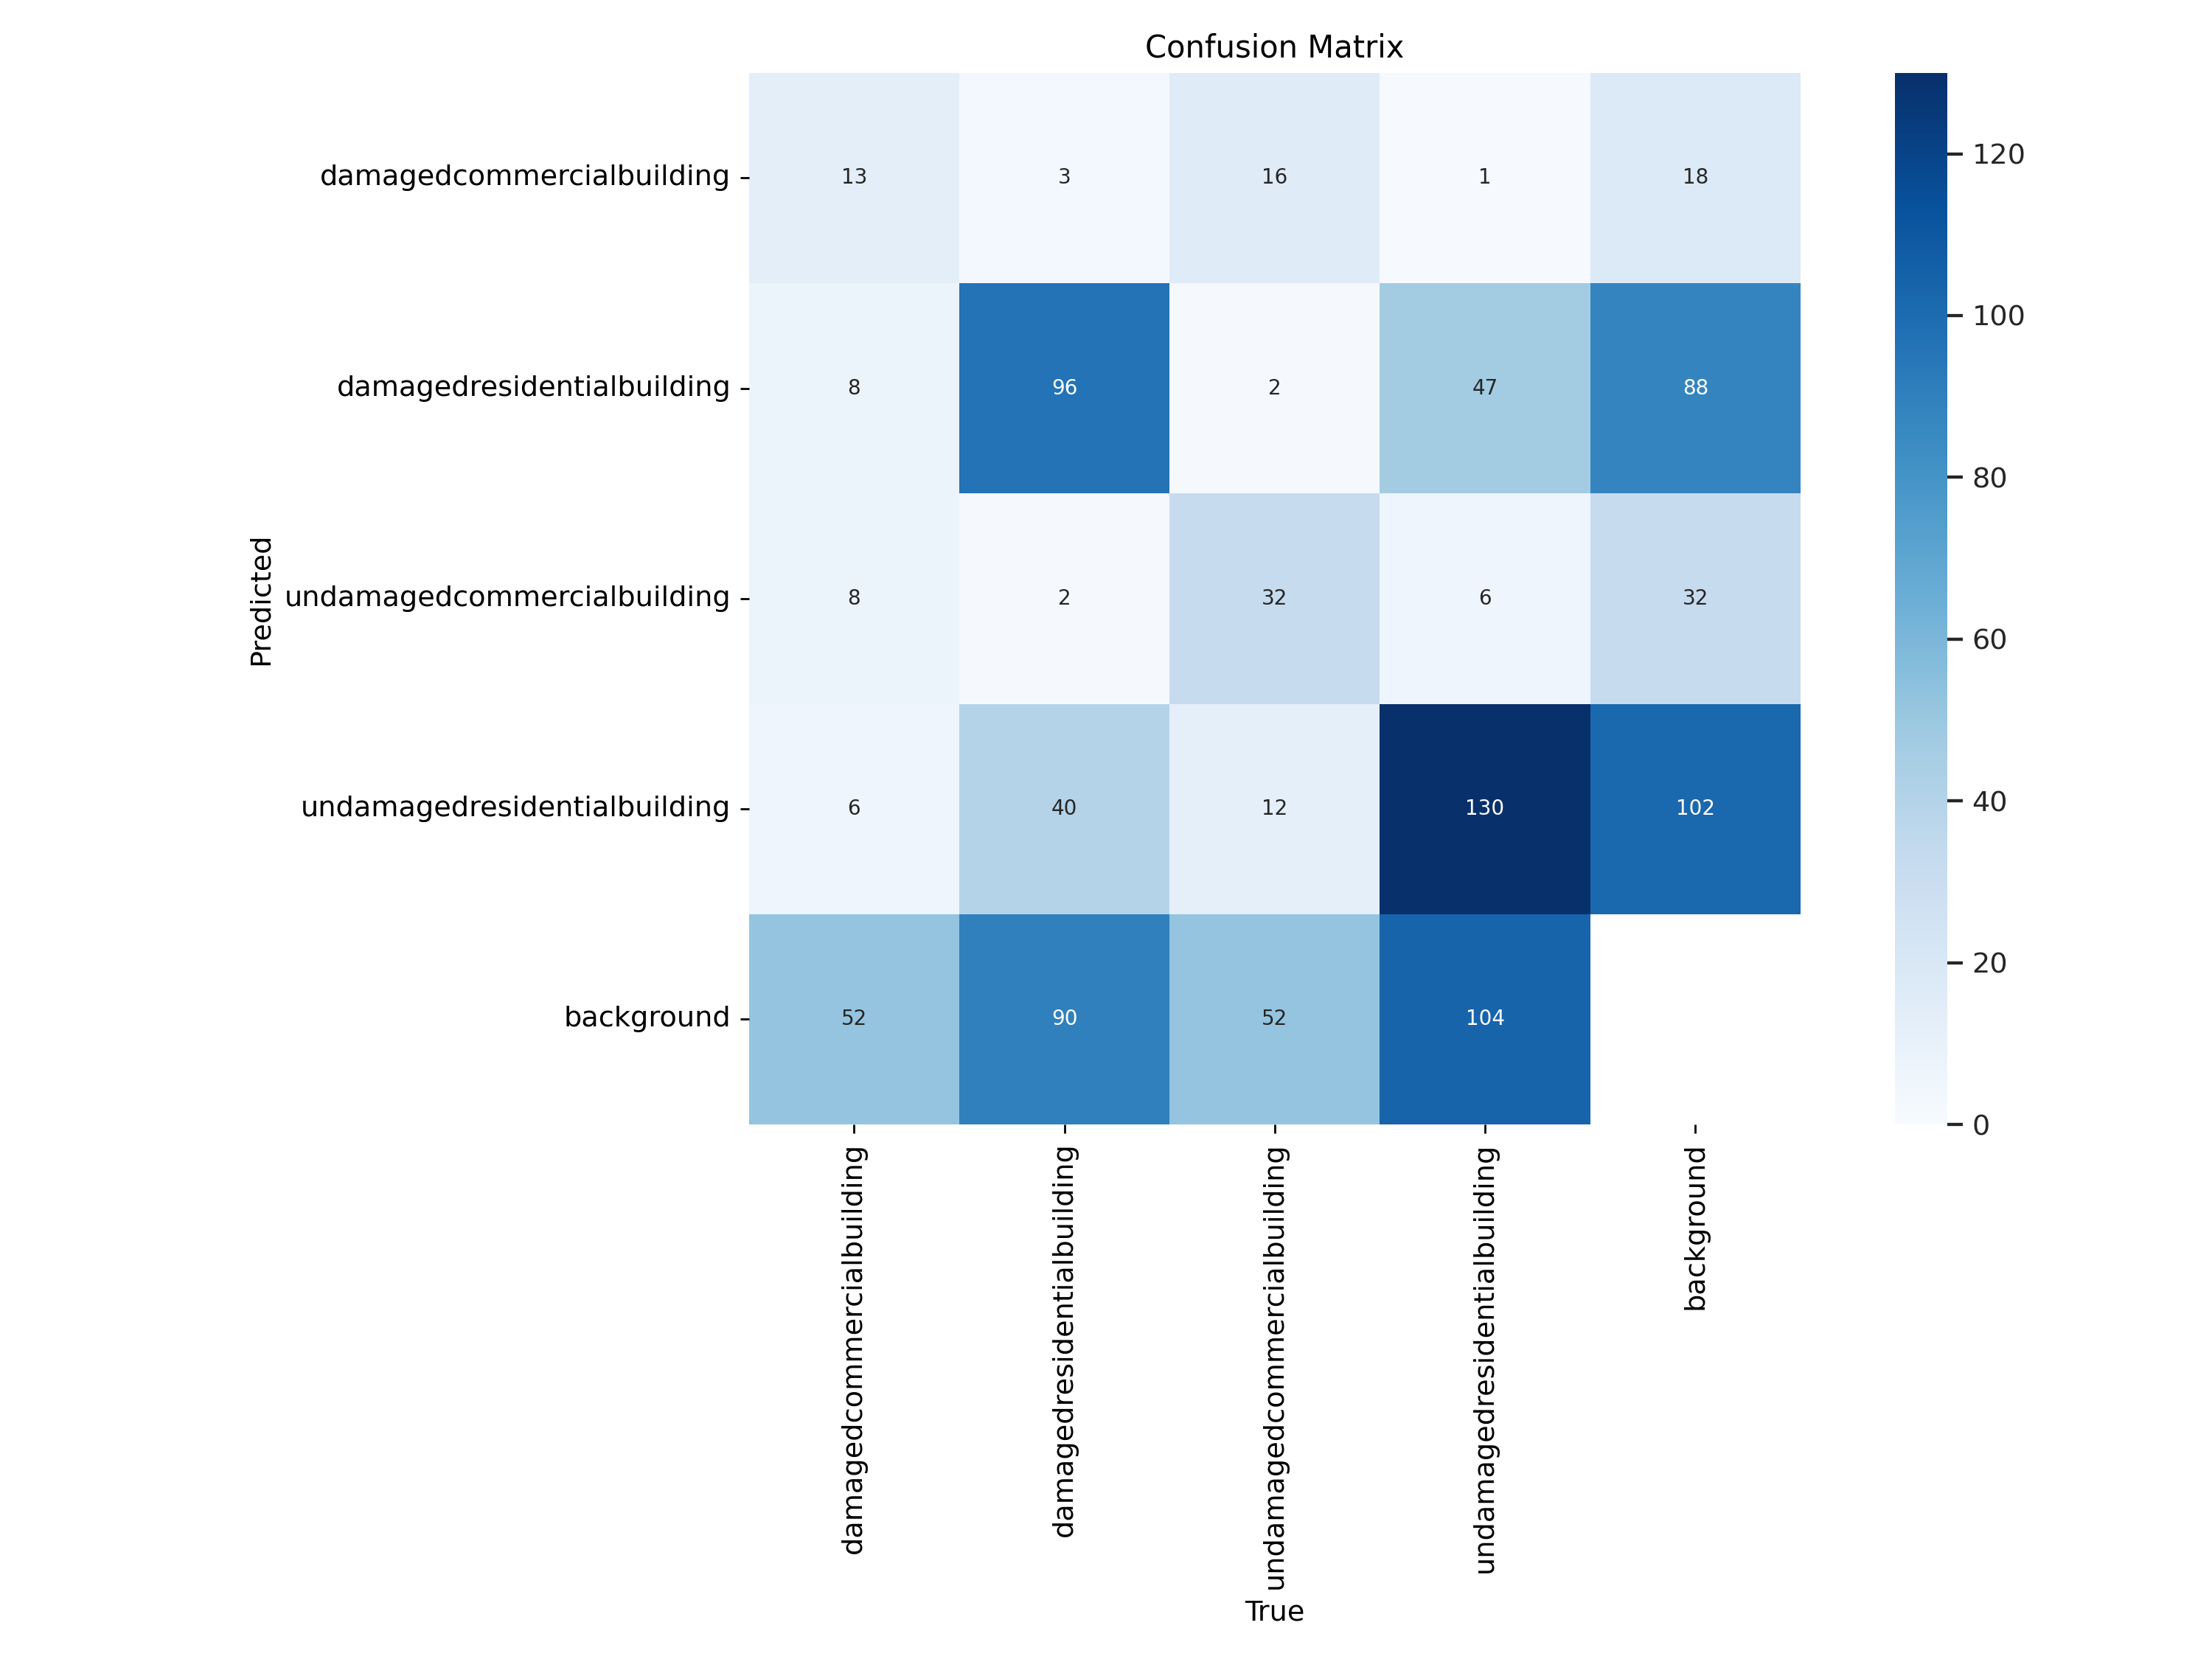 Confusion Matrix
damagedcommercialbuilding 13 3 16 1 18
damagedresidentialbuilding 8 96 2 47 88
undamagedcommercialbuilding 8 2 32 6 32
undamagedresidentialbuilding 6 40 12 130 102
background 52 90 52 104
Predicted
damagedcommercialbuilding
damagedresidentialbuilding
undamagedcommercialbuilding
undamagedresidentialbuilding
background
True
120
100
80
60
40
20
0